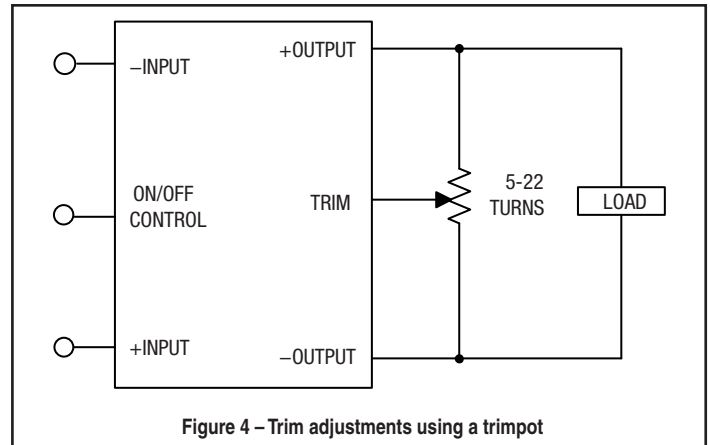 –INPUT
+OUTPUT
ON/OFF
CONTROL
TRIM
5-22
TURNS
LOAD
+INPUT
–OUTPUT
Figure 4 – Trim adjustments using a trimpot